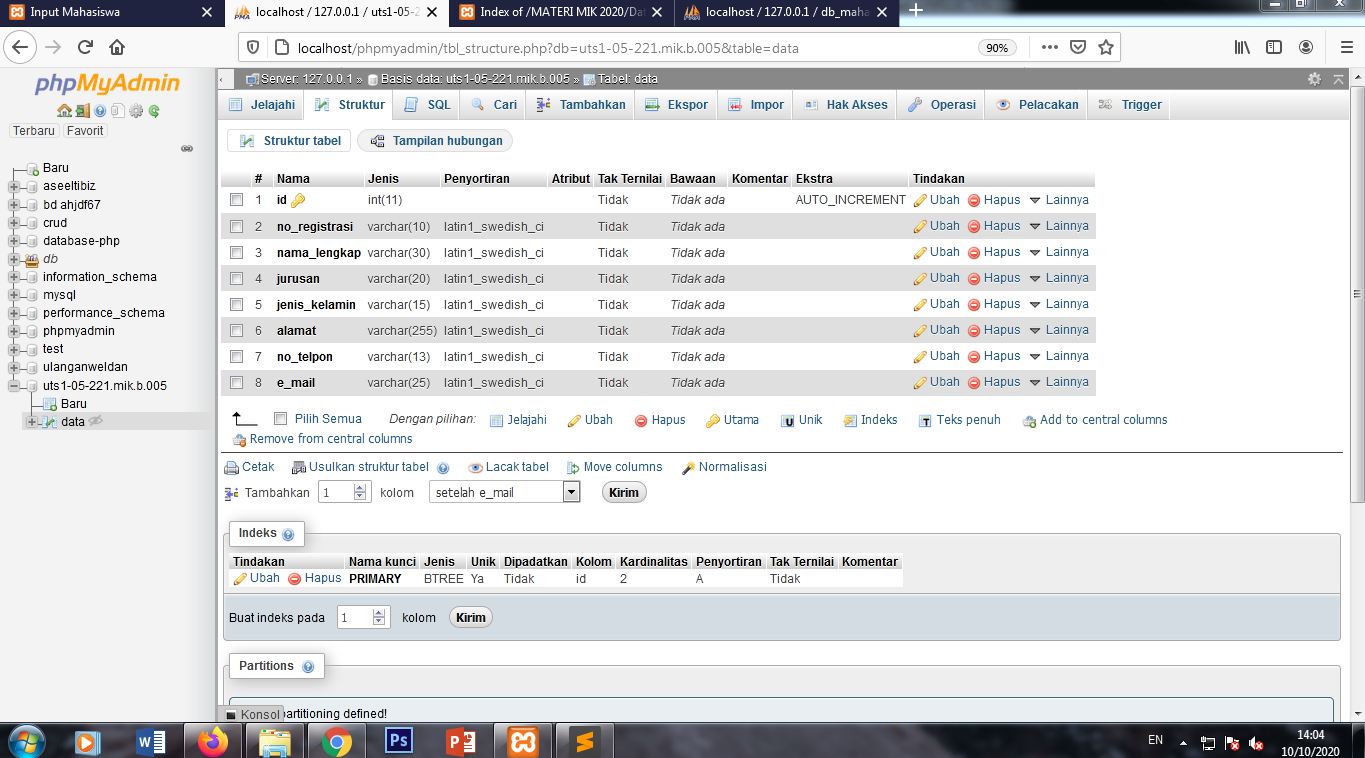 Input Mahasiswa
localhost / 127.0.0.1 / uts1-05-2
Index of /MATERI MIK 2020/Dat
localhost / 127.0.0.1 / db_maha
localhost/phpmyadmin/tbl_structure.php?db=uts1-05-221.mik.b.005&table=data
90%
phpMyAdmin
Terbaru Favorit
Baru
aseeltibiz
bd ahjdf67
crud
database-php
db
information_schema
mysql
performance_schema
phpmyadmin
test
ulanganweldan
uts1-05-221.mik.b.005
Baru
data
Server: 127.0.0.1 » Basis data: uts1-05-221.mik.b.005 » Tabel: data
Jelajahi Struktur SQL Cari Tambahkan Ekspor Impor Hak Akses Operasi Pelacakan Trigger
Struktur tabel Tampilan hubungan
# Nama Jenis Penyortiran Atribut Tak Ternilai Bawaan Komentar Ekstra Tindakan
1 id int(11) Tidak Tidak ada AUTO_INCREMENT Ubah Hapus Lainnya
2 no_registrasi varchar(10) latin1_swedish_ci Tidak Tidak ada Ubah Hapus Lainnya
3 nama_lengkap varchar(30) latin1_swedish_ci Tidak Tidak ada Ubah Hapus Lainnya
4 jurusan varchar(20) latin1_swedish_ci Tidak Tidak ada Ubah Hapus Lainnya
5 jenis_kelamin varchar(15) latin1_swedish_ci Tidak Tidak ada Ubah Hapus Lainnya
6 alamat varchar(255) latin1_swedish_ci Tidak Tidak ada Ubah Hapus Lainnya
7 no_telpon varchar(13) latin1_swedish_ci Tidak Tidak ada Ubah Hapus Lainnya
8 e_mail varchar(25) latin1_swedish_ci Tidak Tidak ada Ubah Hapus Lainnya
Pilih Semua Dengan pilihan: Jelajahi Ubah Hapus Utama Unik Indeks Teks penuh Add to central columns
Remove from central columns
Cetak Usulkan struktur tabel Lacak tabel Move columns Normalisasi
Tambahkan 1 kolom setelah e_mail Kirim
Indeks
Tindakan Nama kunci Jenis Unik Dipadatkan Kolom Kardinalitas Penyortiran Tak Ternilai Komentar
Ubah Hapus PRIMARY BTREE Ya Tidak id 2 A Tidak
Buat indeks pada 1 kolom Kirim
Partitions
partitioning defined!
Konsol
EN
14:04
10/10/2020